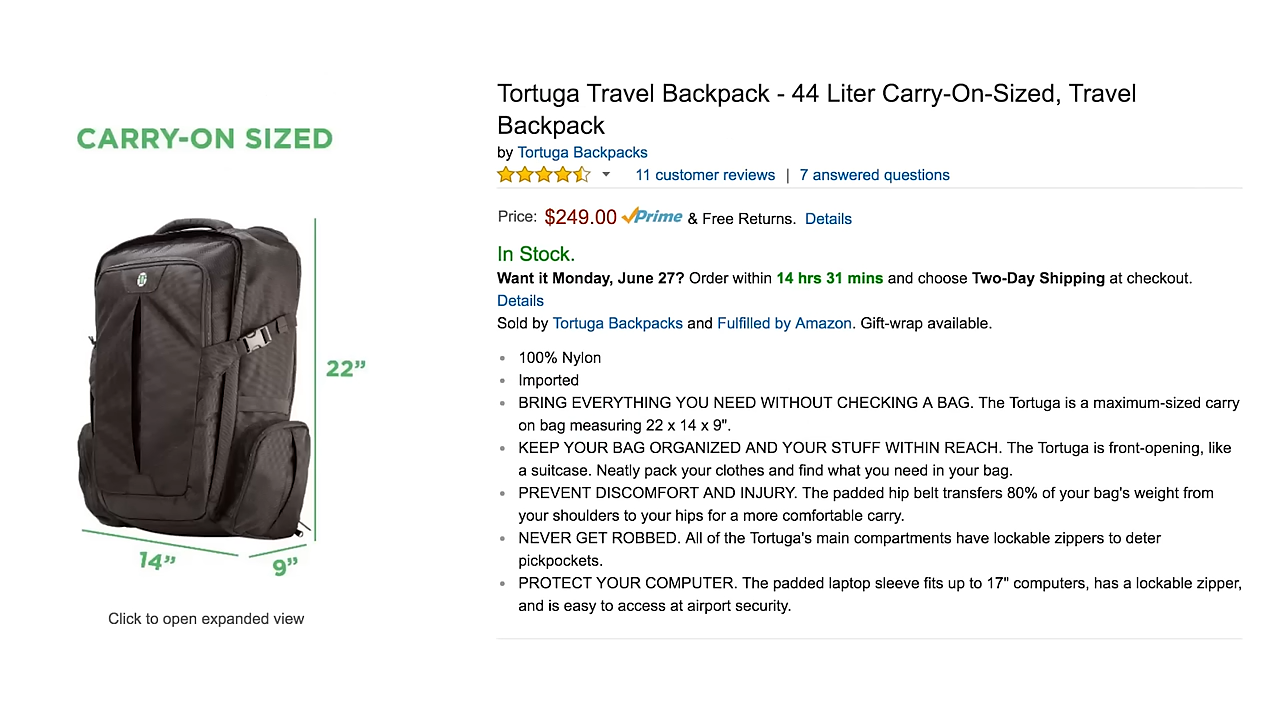 CARRY-ON SIZED
22”
14”
9”
Click to open expanded view
Tortuga Travel Backpack - 44 Liter Carry-On-Sized, Travel
Backpack
by Tortuga Backpacks
11 customer reviews | 7 answered questions
Price: $249.00 Prime & Free Returns. Details
In Stock.
Want it Monday, June 27? Order within 14 hrs 31 mins and choose Two-Day Shipping at checkout.
Details
Sold by Tortuga Backpacks and Fulfilled by Amazon. Gift-wrap available.
• 100% Nylon
• Imported
• BRING EVERYTHING YOU NEED WITHOUT CHECKING A BAG. The Tortuga is a maximum-sized carry
on bag measuring 22 x 14 x 9".
• KEEP YOUR BAG ORGANIZED AND YOUR STUFF WITHIN REACH. The Tortuga is front-opening, like
a suitcase. Neatly pack your clothes and find what you need in your bag.
• PREVENT DISCOMFORT AND INJURY. The padded hip belt transfers 80% of your bag's weight from
your shoulders to your hips for a more comfortable carry.
• NEVER GET ROBBED. All of the Tortuga's main compartments have lockable zippers to deter
pickpockets.
• PROTECT YOUR COMPUTER. The padded laptop sleeve fits up to 17" computers, has a lockable zipper,
and is easy to access at airport security.